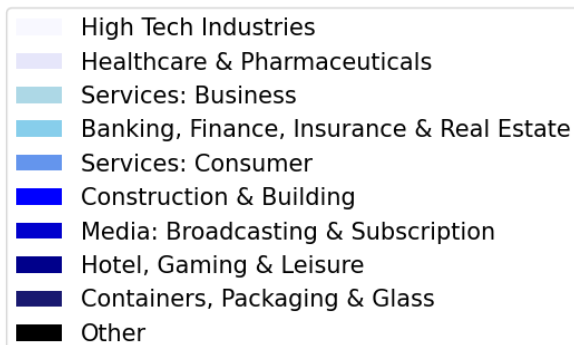 High Tech Industries
Healthcare & Pharmaceuticals
Services: Business
Banking, Finance, Insurance & Real Estate
Services: Consumer
Construction & Building
Media: Broadcasting & Subscription
Hotel, Gaming & Leisure
Containers, Packaging & Glass
Other